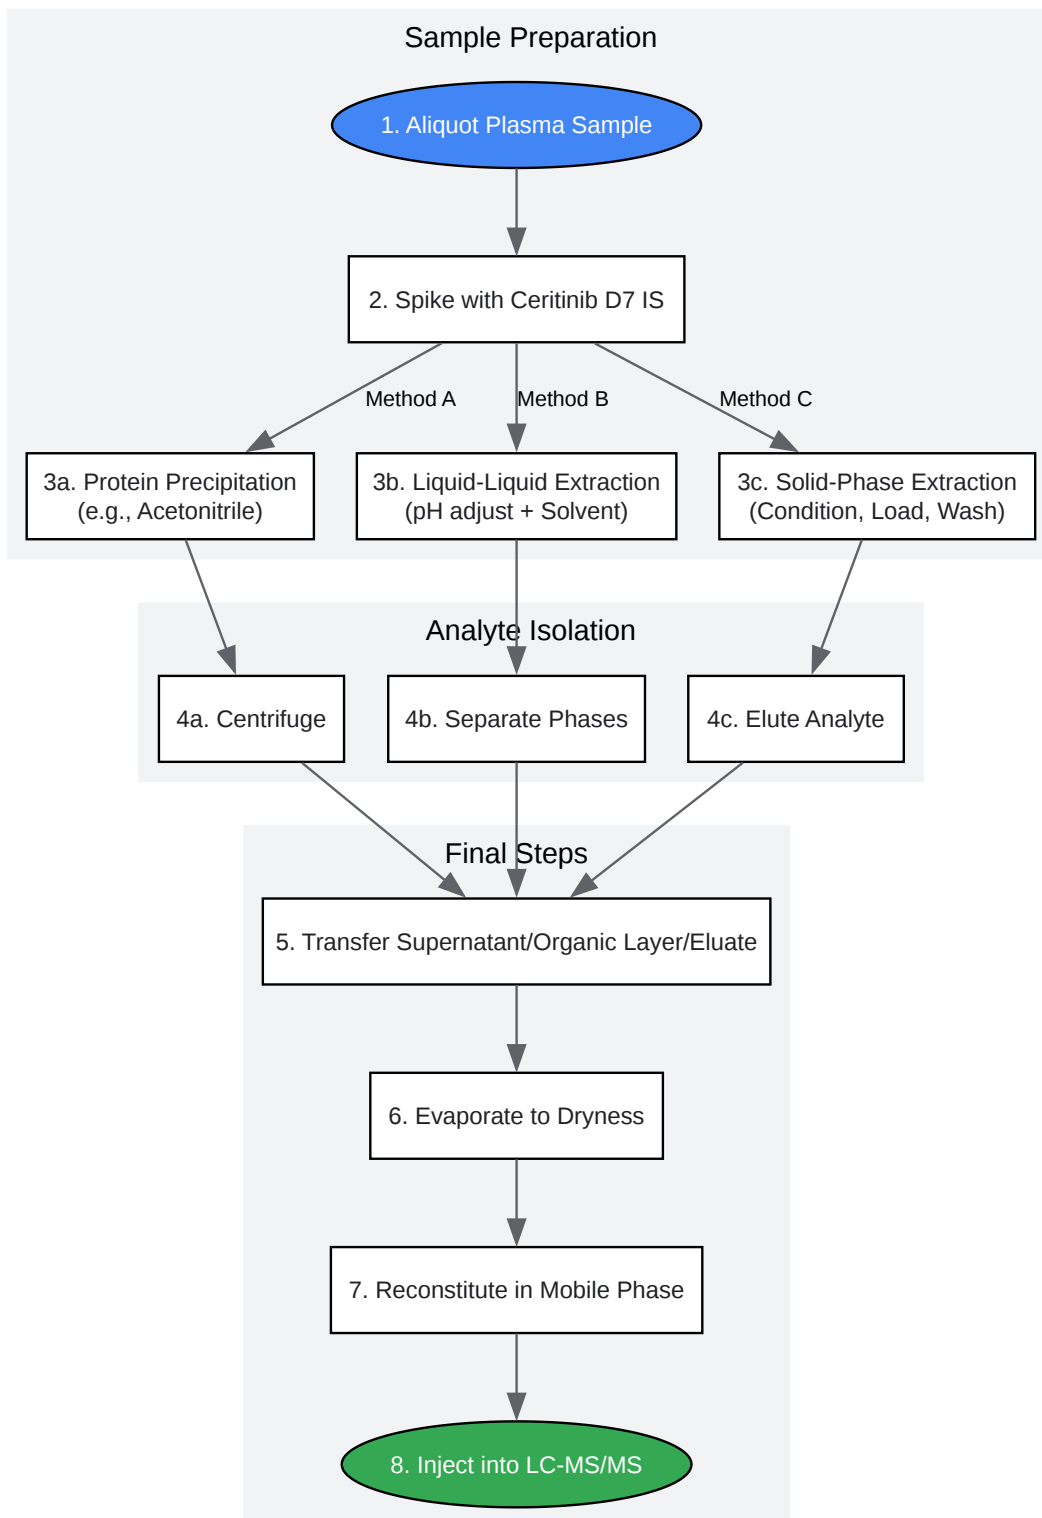 Sample Preparation
1. Aliquot Plasma Sample
2. Spike with Ceritinib D7 IS
Method A
Method B
Method C
3a. Protein Precipitation
(e.g., Acetonitrile)
3b. Liquid-Liquid Extraction
(pH adjust + Solvent)
3c. Solid-Phase Extraction
(Condition, Load, Wash)
Analyte Isolation
4a. Centrifuge
4b. Separate Phases
4c. Elute Analyte
Final Steps
5. Transfer Supernatant/Organic Layer/Eluate
6. Evaporate to Dryness
7. Reconstitute in Mobile Phase
8. Inject into LC-MS/MS